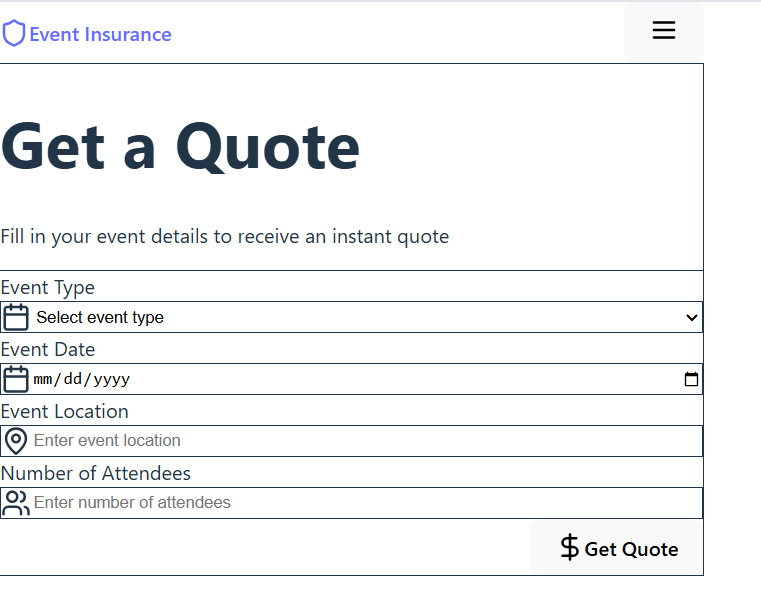 Event Insurance
Get a Quote
Fill in your event details to receive an instant quote
Event Type
Select event type
Event Date
mm/dd/yyyy
Event Location
Enter event location
Number of Attendees
Enter number of attendees
$ Get Quote